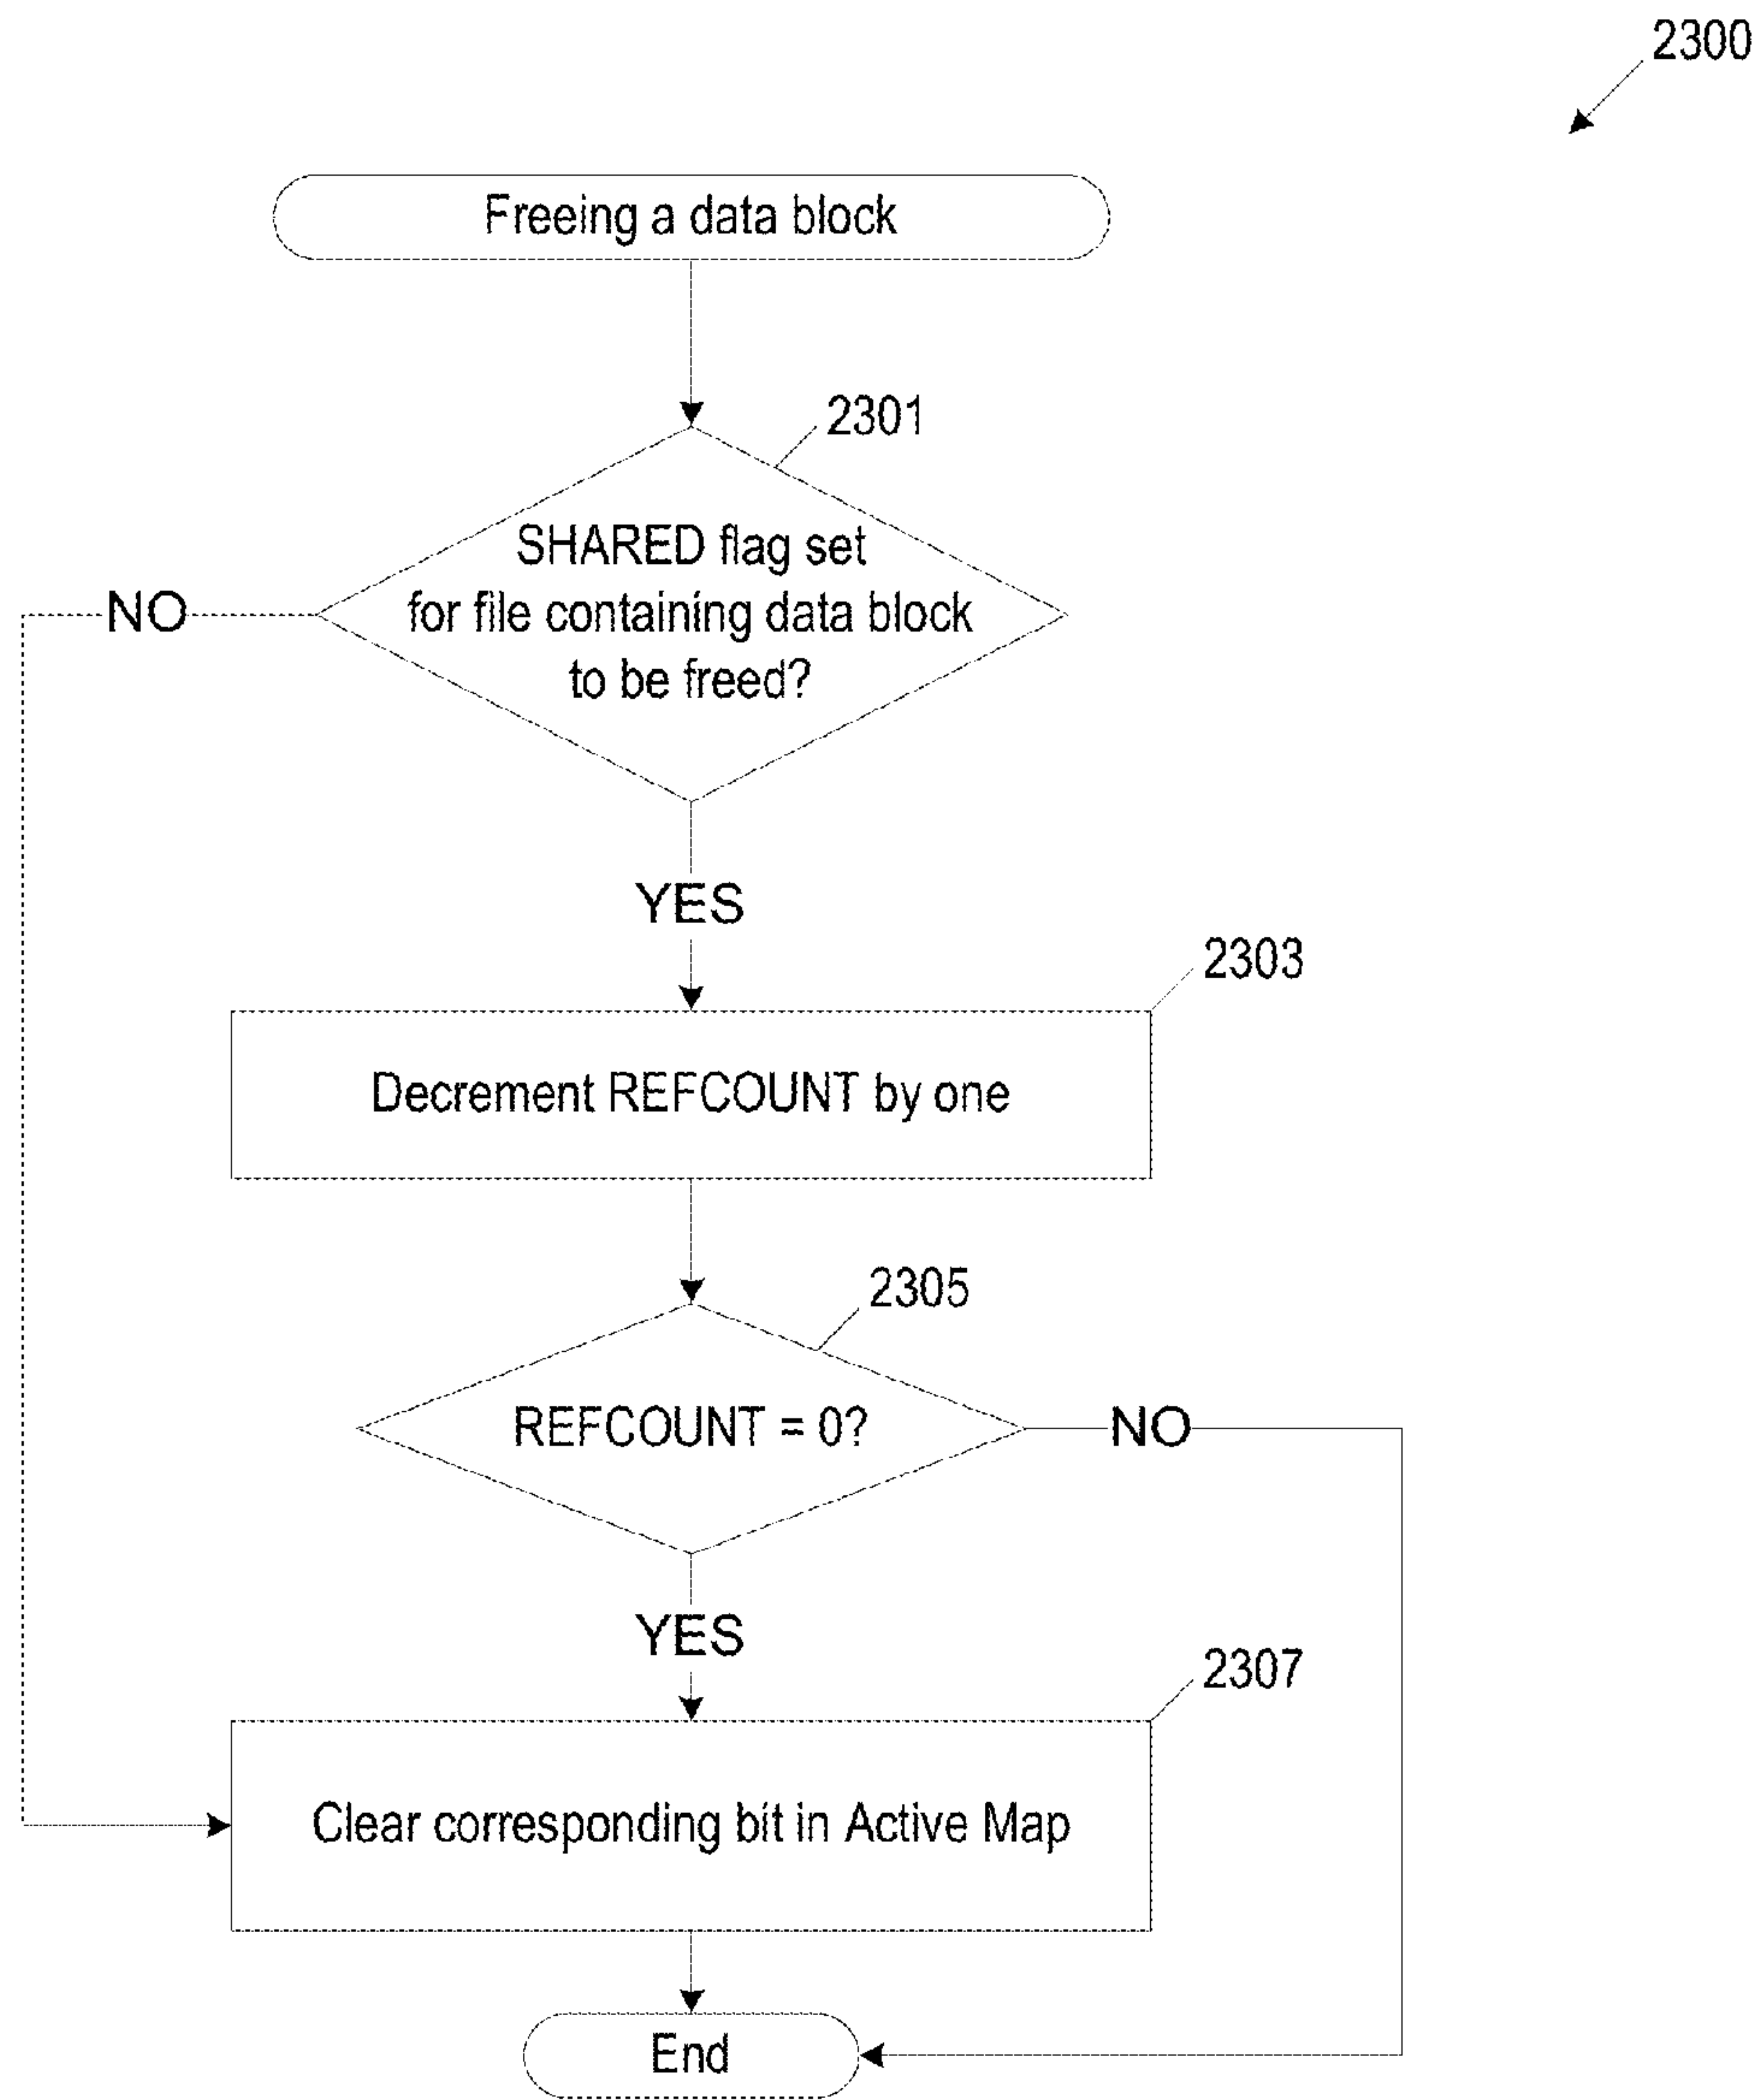 2300
Freeing a data block
2301
SHARED flag set
for file containing data block
to be freed?
NO
YES
2303
Decrement REFCOUNT by one
2305
REFCOUNT = 0?
NO
YES
2307
Clear corresponding bit in Active Map
End